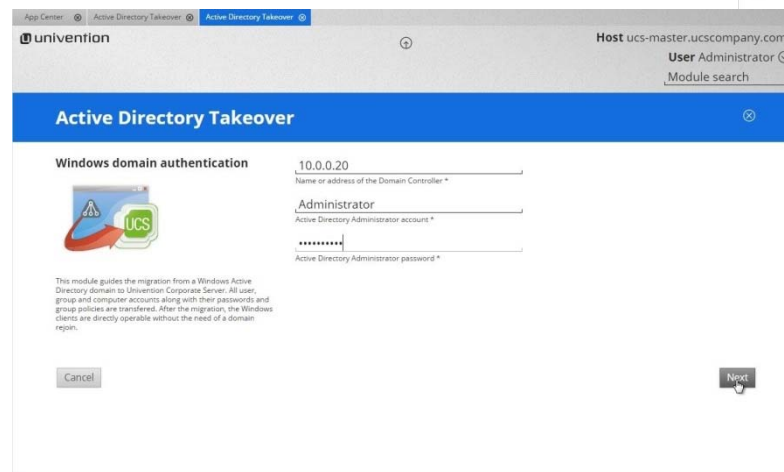 App Center
Active Directory Takeover
Active Directory Takeover
univention
Host ucs-master.ucscompany.com
User Administrator
Module search
Active Directory Takeover
Windows domain authentication
10.0.0.20
Name or address of the Domain Controller *
Administrator
Active Directory Administrator account *
••••••••••
Active Directory Administrator password *
UCS
This module guides the migration from a Windows Active
Directory domain to Univention Corporate Server. All user,
group and computer accounts along with their passwords and
group policies are transfered. After the migration, the Windows
clients are directly operable without the need of a domain
rejoin.
Cancel
Next